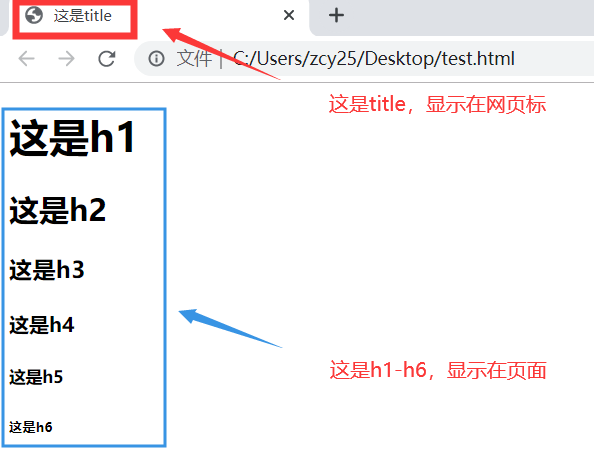 这是title
文件 | C:/Users/zcy25/Desktop/test.html
这是title，显示在网页标
这是h1
这是h2
这是h3
这是h4
这是h5
这是h1-h6，显示在页面
这是h6